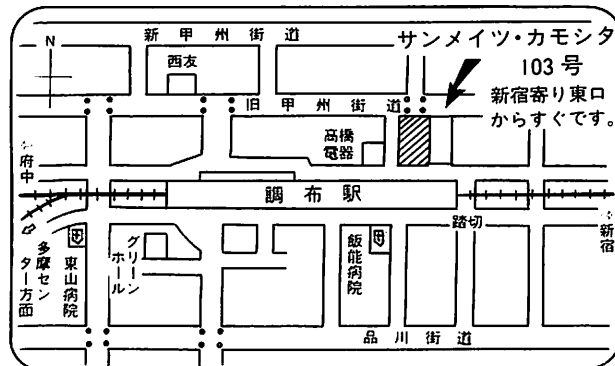 新甲州街道
サンメイツ・カモシタ
103号
新宿寄り東口
からすぐです。
N
西友
旧甲州街道
高橋
電器
⇦府中
調布駅
踏切
⇨新宿
多摩セン
ター方面
東山病院
グリーン
ホール
飯能病院
品川街道